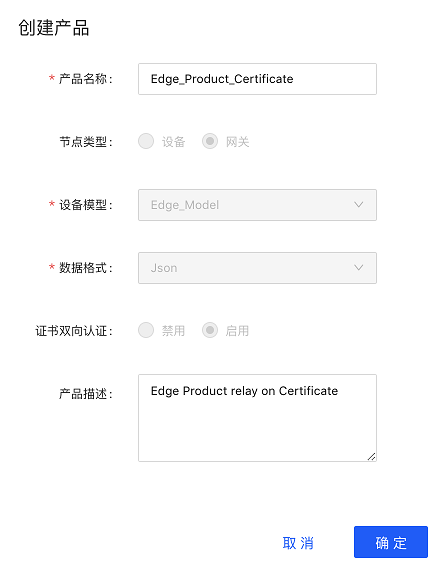 创建产品
* 产品名称: Edge_Product_Certificate
节点类型: 设备 网关
* 设备模型: Edge_Model
* 数据格式: Json
证书双向认证: 禁用 启用
产品描述: Edge Product relay on Certificate
取 消 确 定